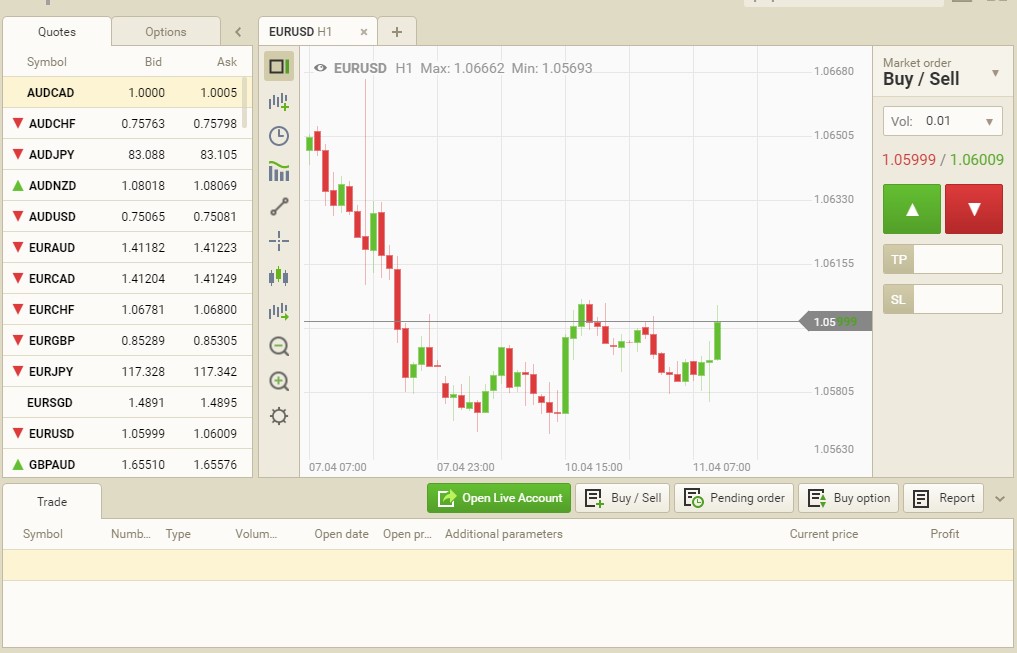 Quotes
Options
Symbol Bid Ask
AUDCAD 1.0000 1.0005
AUDCHF 0.75763 0.75798
AUDJPY 83.088 83.105
AUDNZD 1.08018 1.08069
AUDUSD 0.75065 0.75081
EURAUD 1.41182 1.41223
EURCAD 1.41204 1.41249
EURCHF 1.06781 1.06800
EURGBP 0.85289 0.85305
EURJPY 117.328 117.342
EURSGD 1.4891 1.4895
EURUSD 1.05999 1.06009
GBPAUD 1.65510 1.65576
EURUSD H1 × +
EURUSD H1 Max: 1.06662 Min: 1.05693
1.06680
1.06505
1.06330
1.06155
1.05999
1.05805
1.05630
07.04 07:00 07.04 23:00 10.04 15:00 11.04 07:00
Market order
Buy / Sell
Vol: 0.01
1.05999 / 1.06009
TP
SL
Trade
Open Live Account Buy / Sell Pending order Buy option Report
Symbol Numb... Type Volum... Open date Open pr... Additional parameters Current price Profit